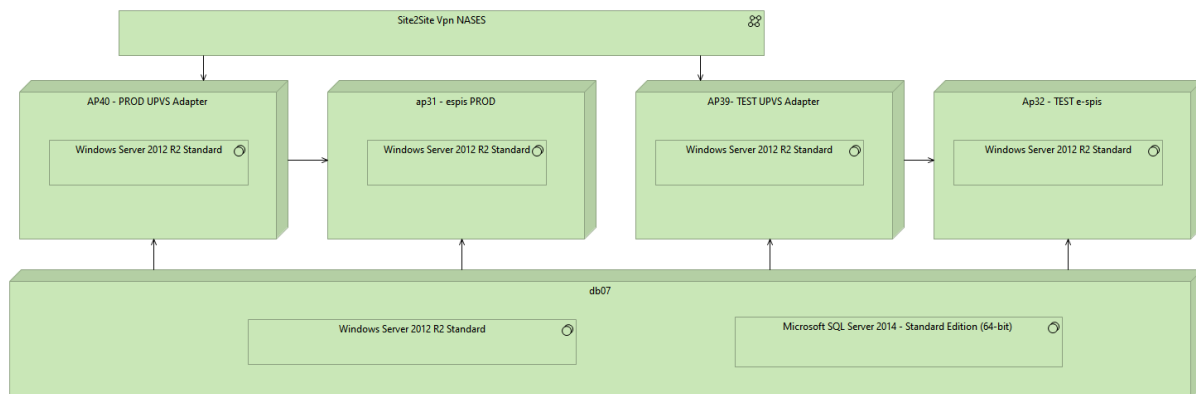 Site2Site Vpn NASES
AP40 - PROD UPVS Adapter
Windows Server 2012 R2 Standard
ap31 - espis PROD
Windows Server 2012 R2 Standard
AP39- TEST UPVS Adapter
Windows Server 2012 R2 Standard
Ap32 - TEST e-spis
Windows Server 2012 R2 Standard
db07
Windows Server 2012 R2 Standard
Microsoft SQL Server 2014 - Standard Edition (64-bit)